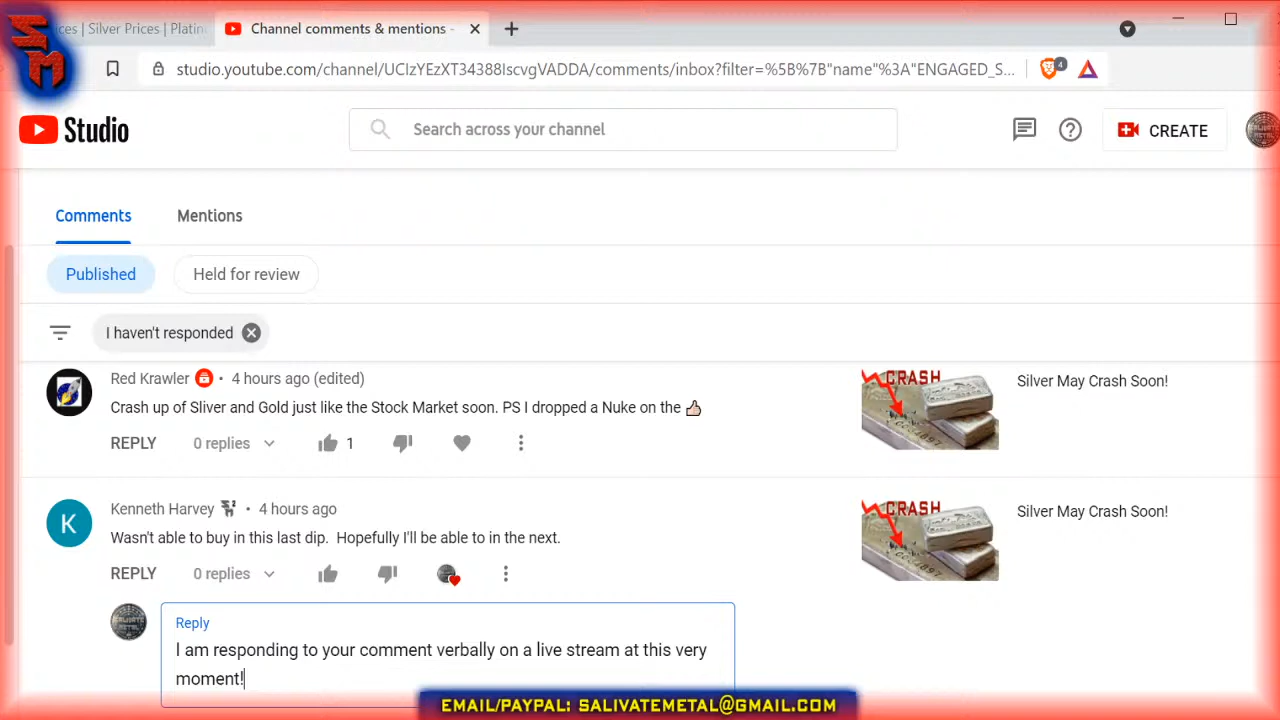 SM
ices | Silver Prices | Platin
Channel comments & mentions -
studio.youtube.com/channel/UCIzYEzXT34388IscvgVADDA/comments/inbox?filter=%5B%7B"name"%3A"ENGAGED_S...
4
Studio
Search across your channel
CREATE
Comments
Mentions
Published
Held for review
I haven't responded
Red Krawler • 4 hours ago (edited)
Crash up of Sliver and Gold just like the Stock Market soon. PS I dropped a Nuke on the 👍🏻
REPLY 0 replies 1
CRASH
Silver May Crash Soon!
Kenneth Harvey • 4 hours ago
Wasn't able to buy in this last dip. Hopefully I'll be able to in the next.
REPLY 0 replies
CRASH
Silver May Crash Soon!
Reply
I am responding to your comment verbally on a live stream at this very
moment!
EMAIL/PAYPAL: SALIVATEMETAL@GMAIL.COM